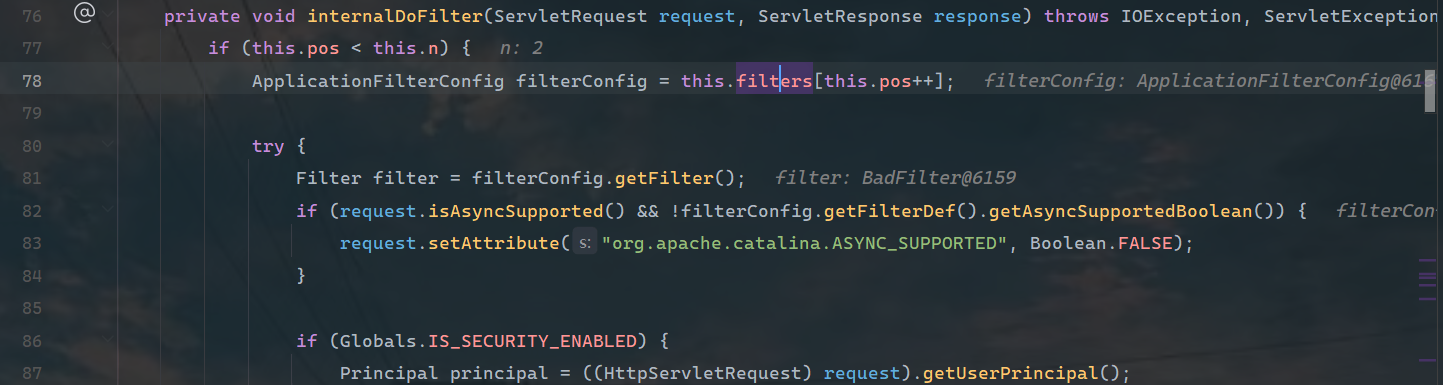 76 @ private void internalDoFilter(ServletRequest request, ServletResponse response) throws IOException, ServletException
77 if (this.pos < this.n) { n: 2
78 ApplicationFilterConfig filterConfig = this.filters[this.pos++]; filterConfig: ApplicationFilterConfig@616
79
80 try {
81 Filter filter = filterConfig.getFilter(); filter: BadFilter@6159
82 if (request.isAsyncSupported() && !filterConfig.getFilterDef().getAsyncSupportedBoolean()) { filterCon
83 request.setAttribute( s: "org.apache.catalina.ASYNC_SUPPORTED", Boolean.FALSE);
84 }
85
86 if (Globals.IS_SECURITY_ENABLED) {
87 Principal principal = ((HttpServletRequest) request).getUserPrincipal();